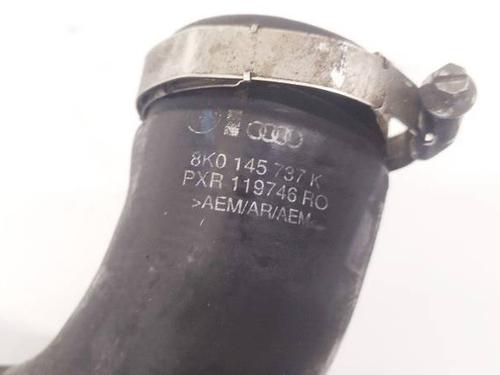 8K0 145 737 K
PXR 119746 RO
>AEM/AR/AEM<